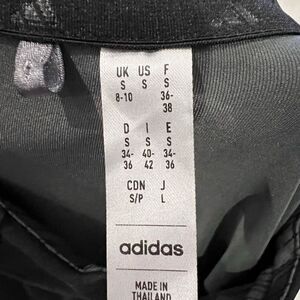 UK US F
S S S
8-10 36-
38
D I E
S S S
34- 40- 34-
36 42 36
CDN J
S/P L
adidas
MADE IN
THAILAND